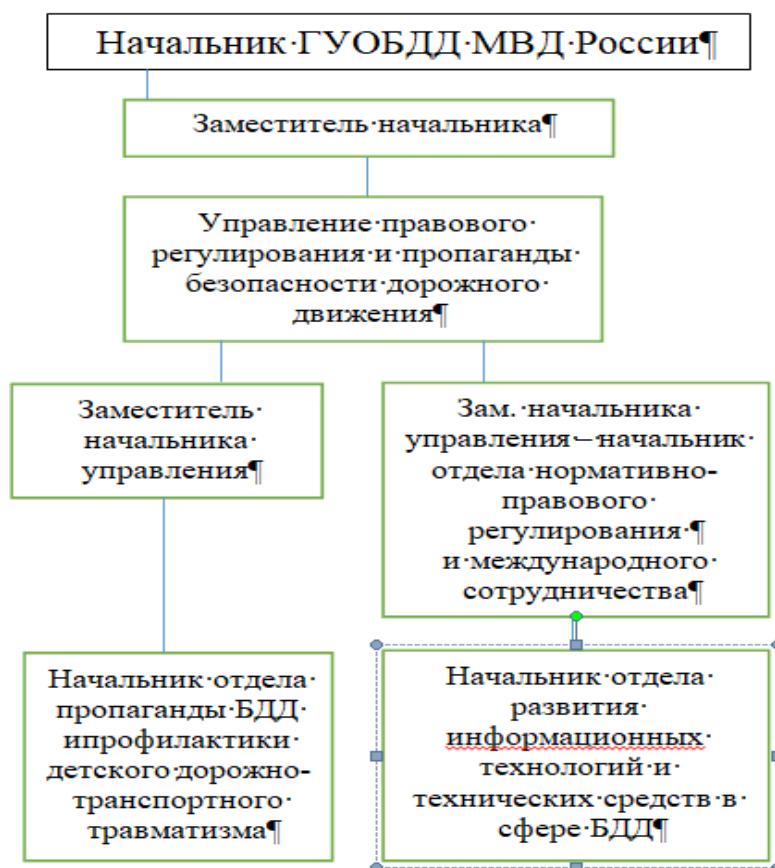 Начальник·ГУОБДД·МВД·России¶
Заместитель·начальника¶
Управление·правового·
регулирования·и·пропаганды·
безопасности·дорожного·
движения¶
Заместитель·
начальника·
управления¶
Зам.·начальника·
управления·–·начальник·
отдела·нормативно-
правового·
регулирования·¶
и·международного·
сотрудничества¶
Начальник·отдела·
пропаганды·БДД·
ипрофилактики·
детского·дорожно-
транспортного·
травматизма¶
Начальник·отдела·
развития·
информационных·
технологий·и·
технических·средств·в·
сфере·БДД¶